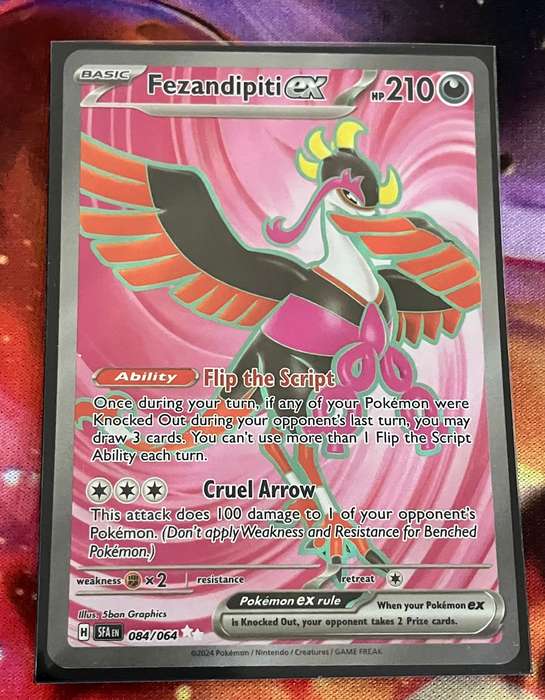 BASIC Fezandipiti ex HP 210
Ability Flip the Script
Once during your turn, if any of your Pokémon were
Knocked Out during your opponent's last turn, you may
draw 3 cards. You can't use more than 1 Flip the Script
Ability each turn.
Cruel Arrow
This attack does 100 damage to 1 of your opponent's
Pokémon. (Don't apply Weakness and Resistance for Benched
Pokémon.)
weakness ×2 resistance retreat
Illus. 5ban Graphics
Pokémon ex rule When your Pokémon ex
is Knocked Out, your opponent takes 2 Prize cards.
H SFA EN 084/064
©2024 Pokémon / Nintendo / Creatures / GAME FREAK